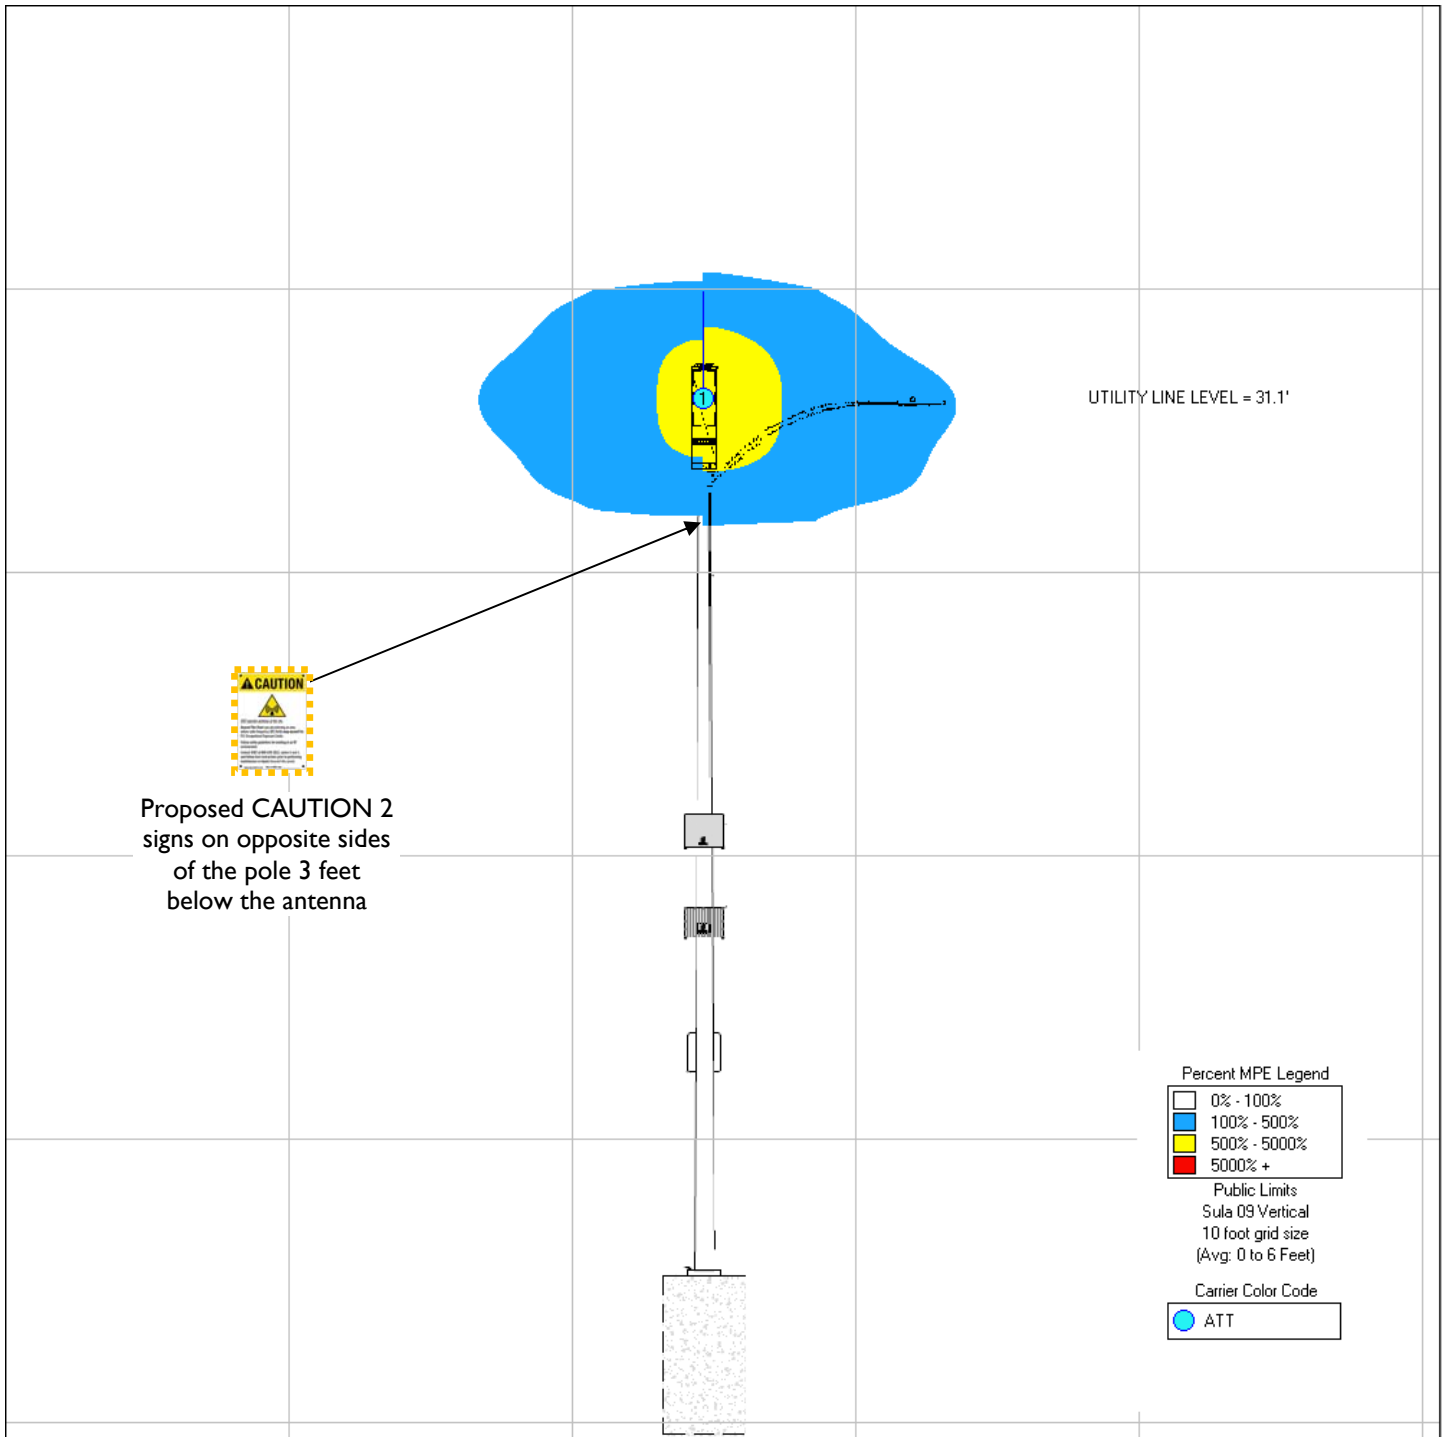 1
UTILITY LINE LEVEL = 31.1'
CAUTION
Proposed CAUTION 2
signs on opposite sides
of the pole 3 feet
below the antenna
Percent MPE Legend
0% - 100%
100% - 500%
500% - 5000%
5000% +
Public Limits
Sula 09 Vertical
10 foot grid size
(Avg: 0 to 6 Feet)
Carrier Color Code
ATT